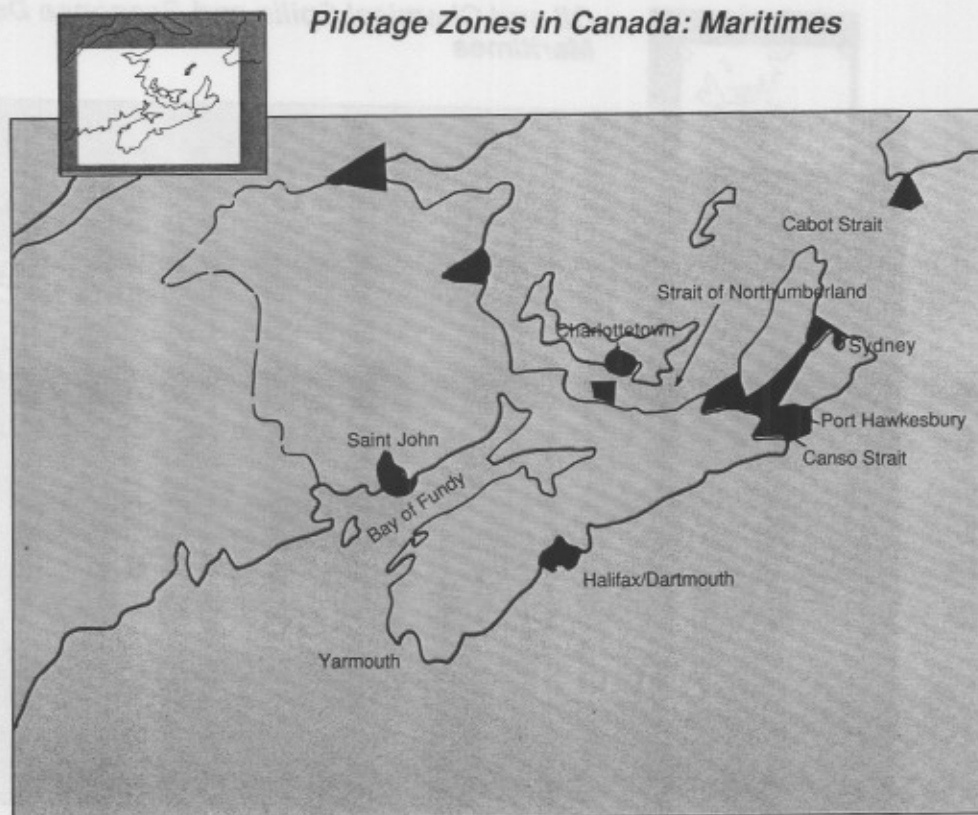 Pilotage Zones in Canada: Maritimes
Cabot Strait
Strait of Northumberland
Charlottetown
Sydney
Port Hawkesbury
Saint John
Canso Strait
Bay of Fundy
Halifax/Dartmouth
Yarmouth